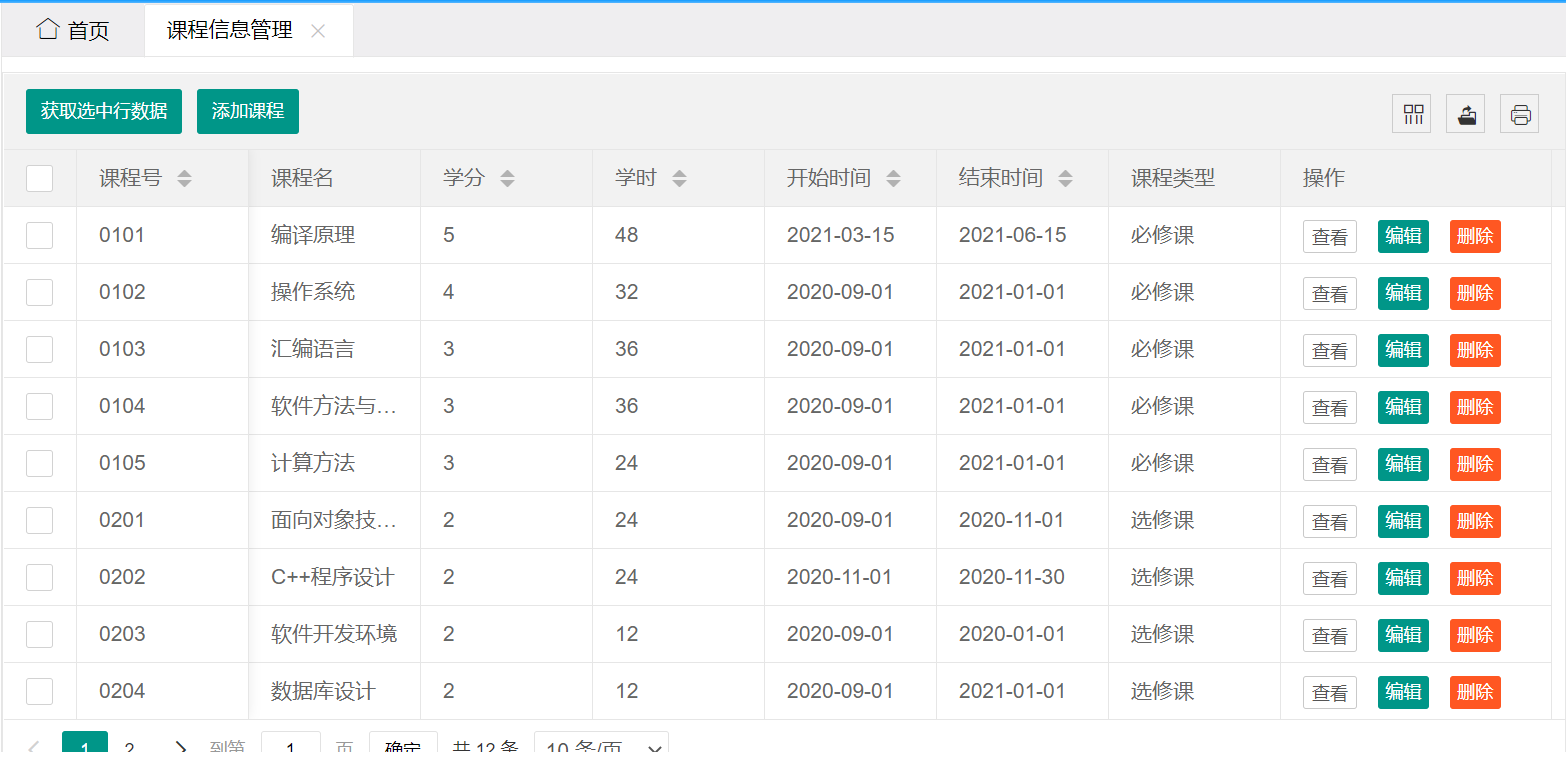 首页 课程信息管理
获取选中行数据 添加课程
课程号 课程名 学分 学时 开始时间 结束时间 课程类型 操作
0101 编译原理 5 48 2021-03-15 2021-06-15 必修课 查看 编辑 删除
0102 操作系统 4 32 2020-09-01 2021-01-01 必修课 查看 编辑 删除
0103 汇编语言 3 36 2020-09-01 2021-01-01 必修课 查看 编辑 删除
0104 软件方法与... 3 36 2020-09-01 2021-01-01 必修课 查看 编辑 删除
0105 计算方法 3 24 2020-09-01 2021-01-01 必修课 查看 编辑 删除
0201 面向对象技... 2 24 2020-09-01 2020-11-01 选修课 查看 编辑 删除
0202 C++程序设计 2 24 2020-11-01 2020-11-30 选修课 查看 编辑 删除
0203 软件开发环境 2 12 2020-09-01 2020-01-01 选修课 查看 编辑 删除
0204 数据库设计 2 12 2020-09-01 2021-01-01 选修课 查看 编辑 删除
1 2 到第 1 页 确定 共 12 条 10 条/页